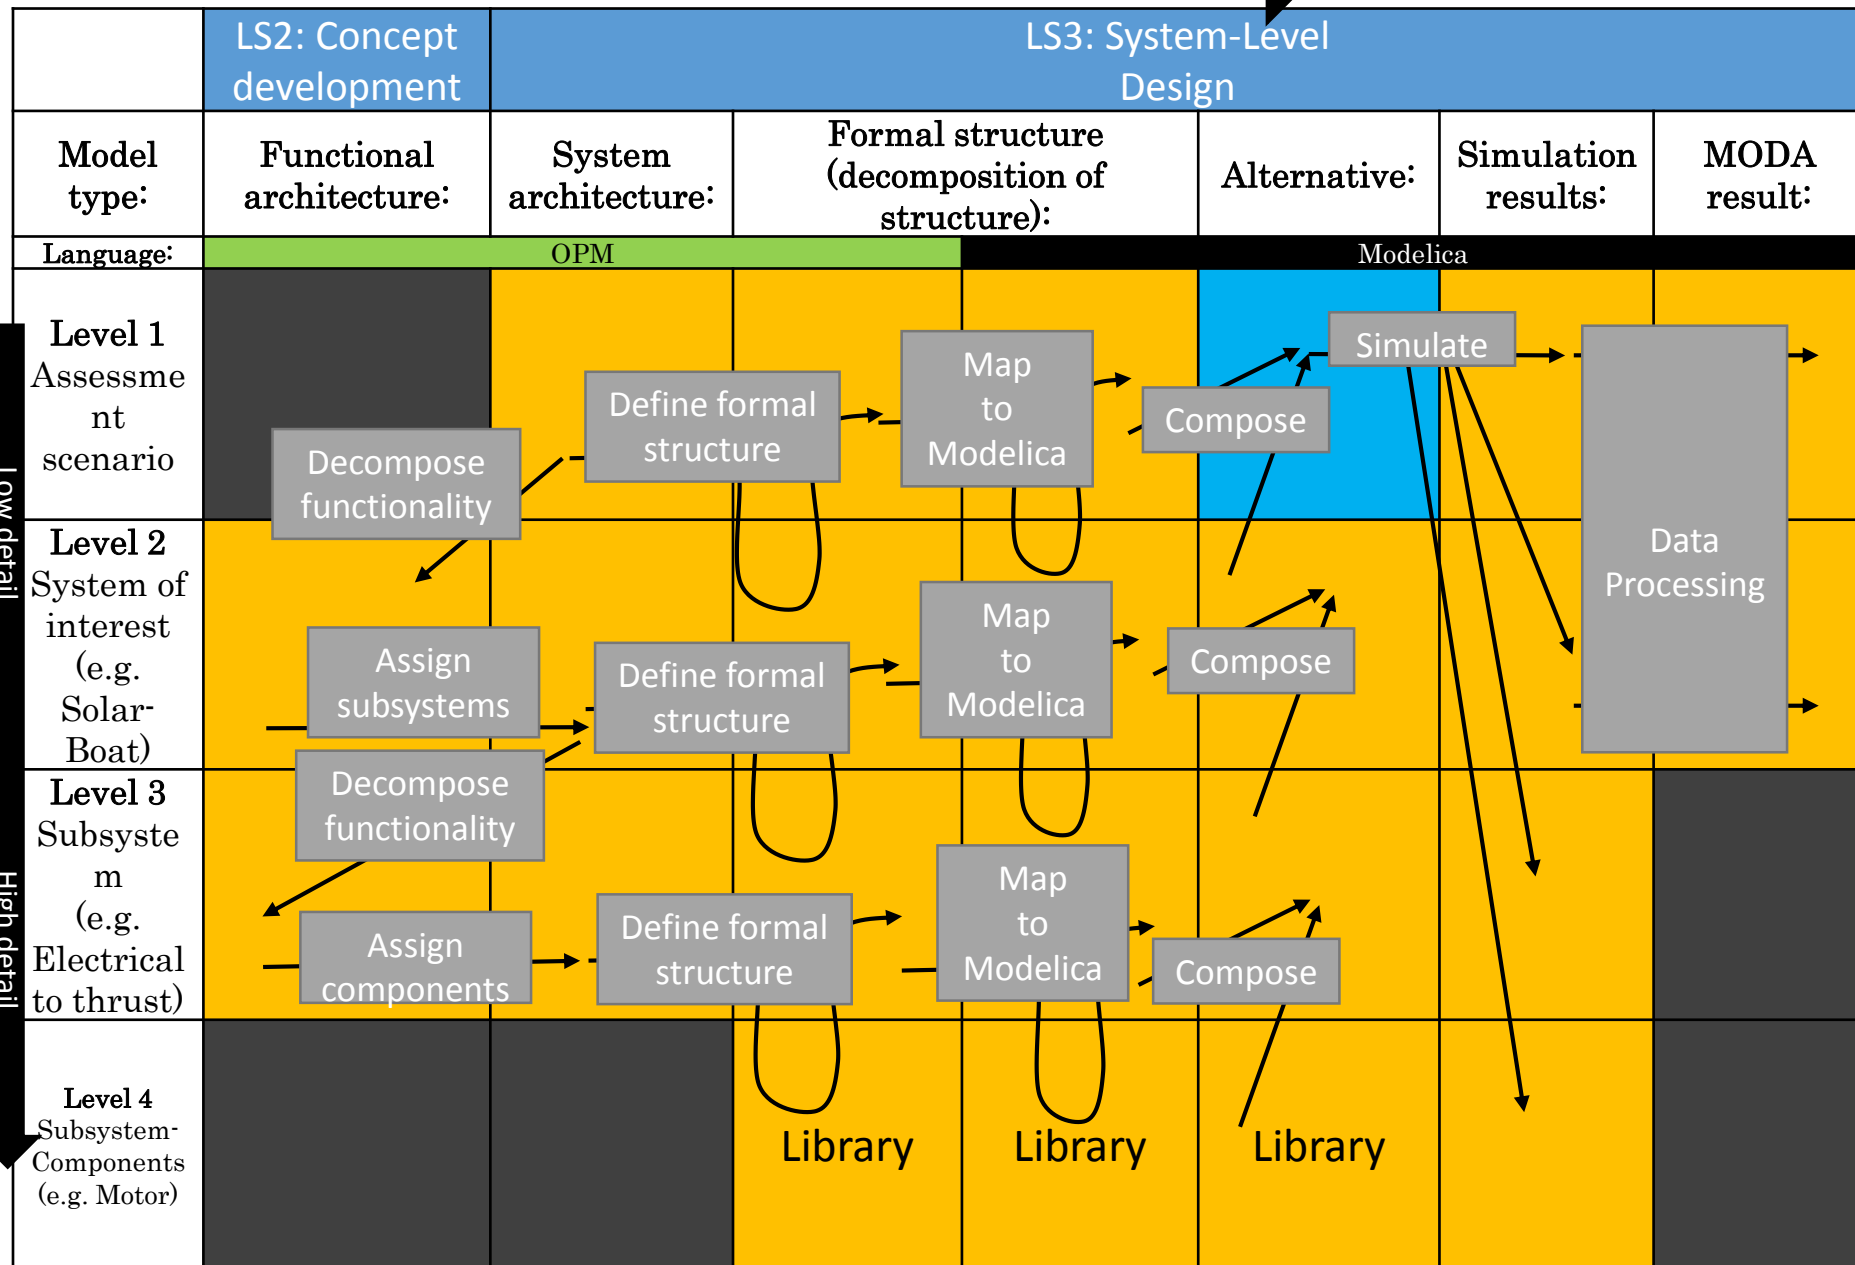 LS2: Concept
development
LS3: System-Level
Design
Model
type:
Functional
architecture:
System
architecture:
Formal structure
(decomposition of
structure):
Alternative:
Simulation
results:
MODA
result:
Language:
OPM
Modelica
Low detail
High detail
Level 1
Assessme
nt
scenario
Decompose
functionality
Define formal
structure
Map
to
Modelica
Compose
Simulate
Data
Processing
Level 2
System of
interest
(e.g.
Solar-
Boat)
Assign
subsystems
Define formal
structure
Map
to
Modelica
Compose
Level 3
Subsyste
m
(e.g.
Electrical
to thrust)
Decompose
functionality
Assign
components
Define formal
structure
Map
to
Modelica
Compose
Level 4
Subsystem-
Components
(e.g. Motor)
Library
Library
Library